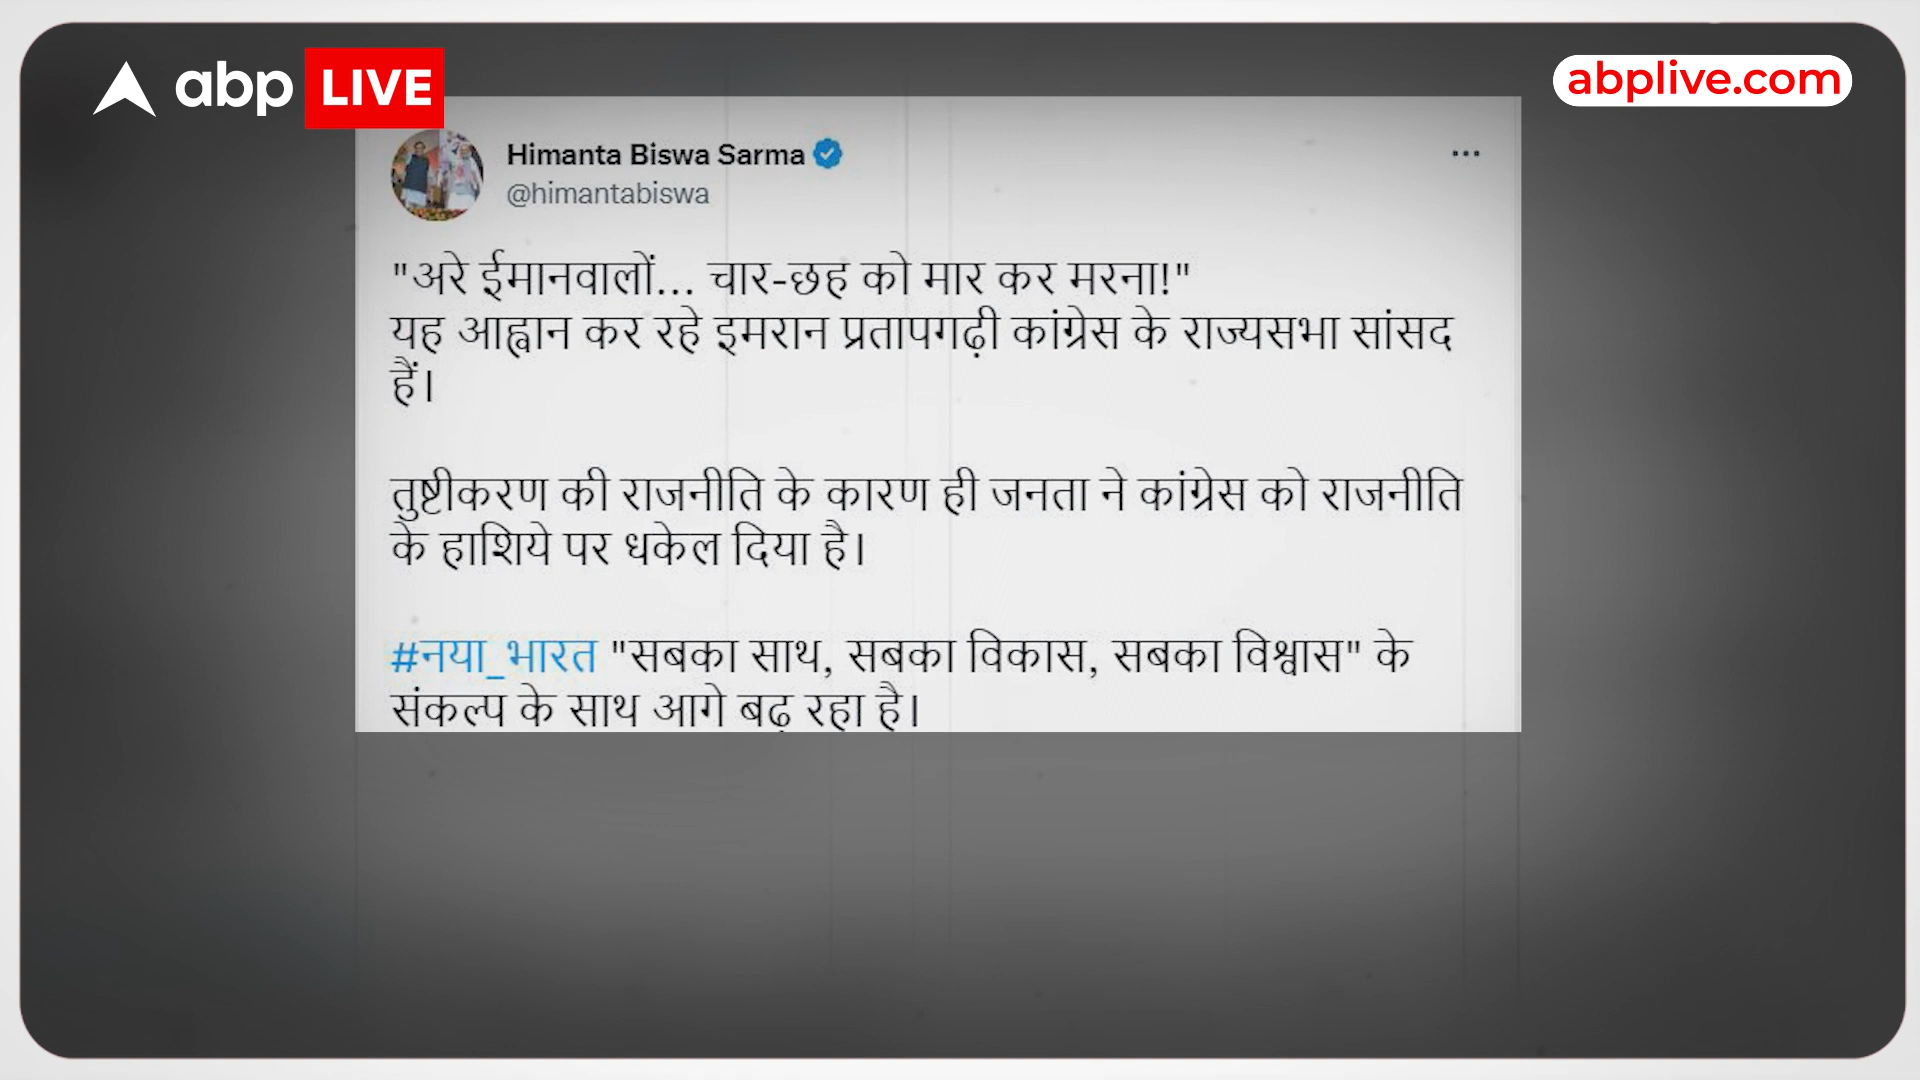 abp LIVE
abplive.com
Himanta Biswa Sarma
@himantabiswa
"अरे ईमानवालों... चार-छह को मार कर मरना!"
यह आह्वान कर रहे इमरान प्रतापगढ़ी कांग्रेस के राज्यसभा सांसद
हैं।
तुष्टीकरण की राजनीति के कारण ही जनता ने कांग्रेस को राजनीति
के हाशिये पर धकेल दिया है।
#नया_भारत "सबका साथ, सबका विकास, सबका विश्वास" के
संकल्प के साथ आगे बढ़ रहा है।